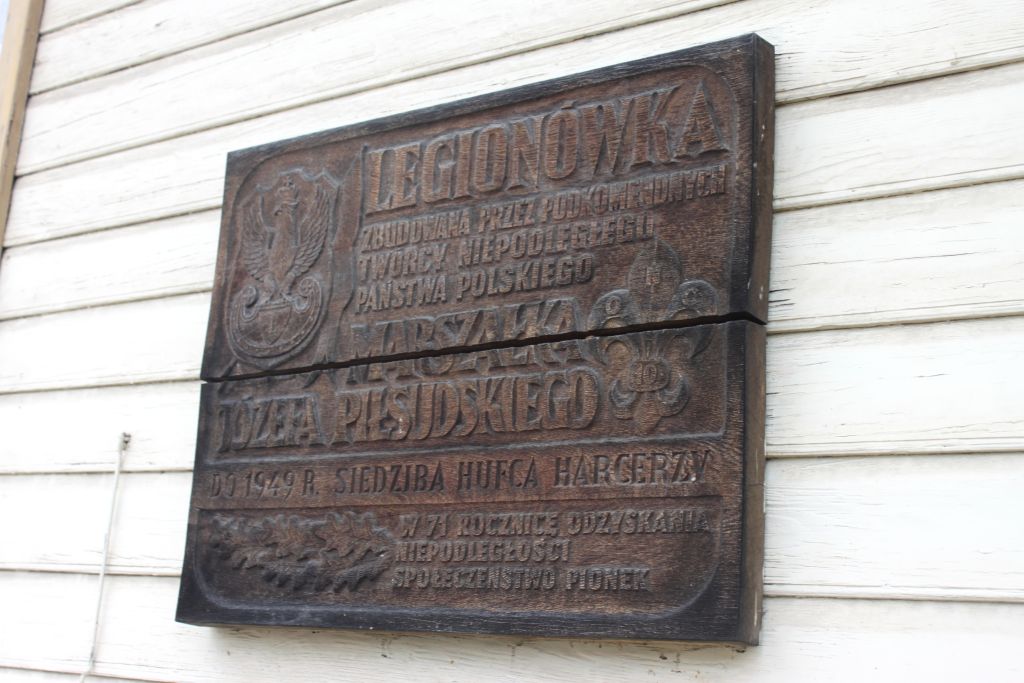 LEGIONÓWKA
ZBUDOWANA PRZEZ PODKOMENDNYCH
TWÓRCY NIEPODLEGŁEGO
PAŃSTWA POLSKIEGO
MARSZAŁKA
JÓZEFA PIŁSUDSKIEGO
DO 1949 R. SIEDZIBA HUFCA HARCERZY
W 71 ROCZNICĘ ODZYSKANIA
NIEPODLEGŁOŚCI
SPOŁECZEŃSTWO PIONEK